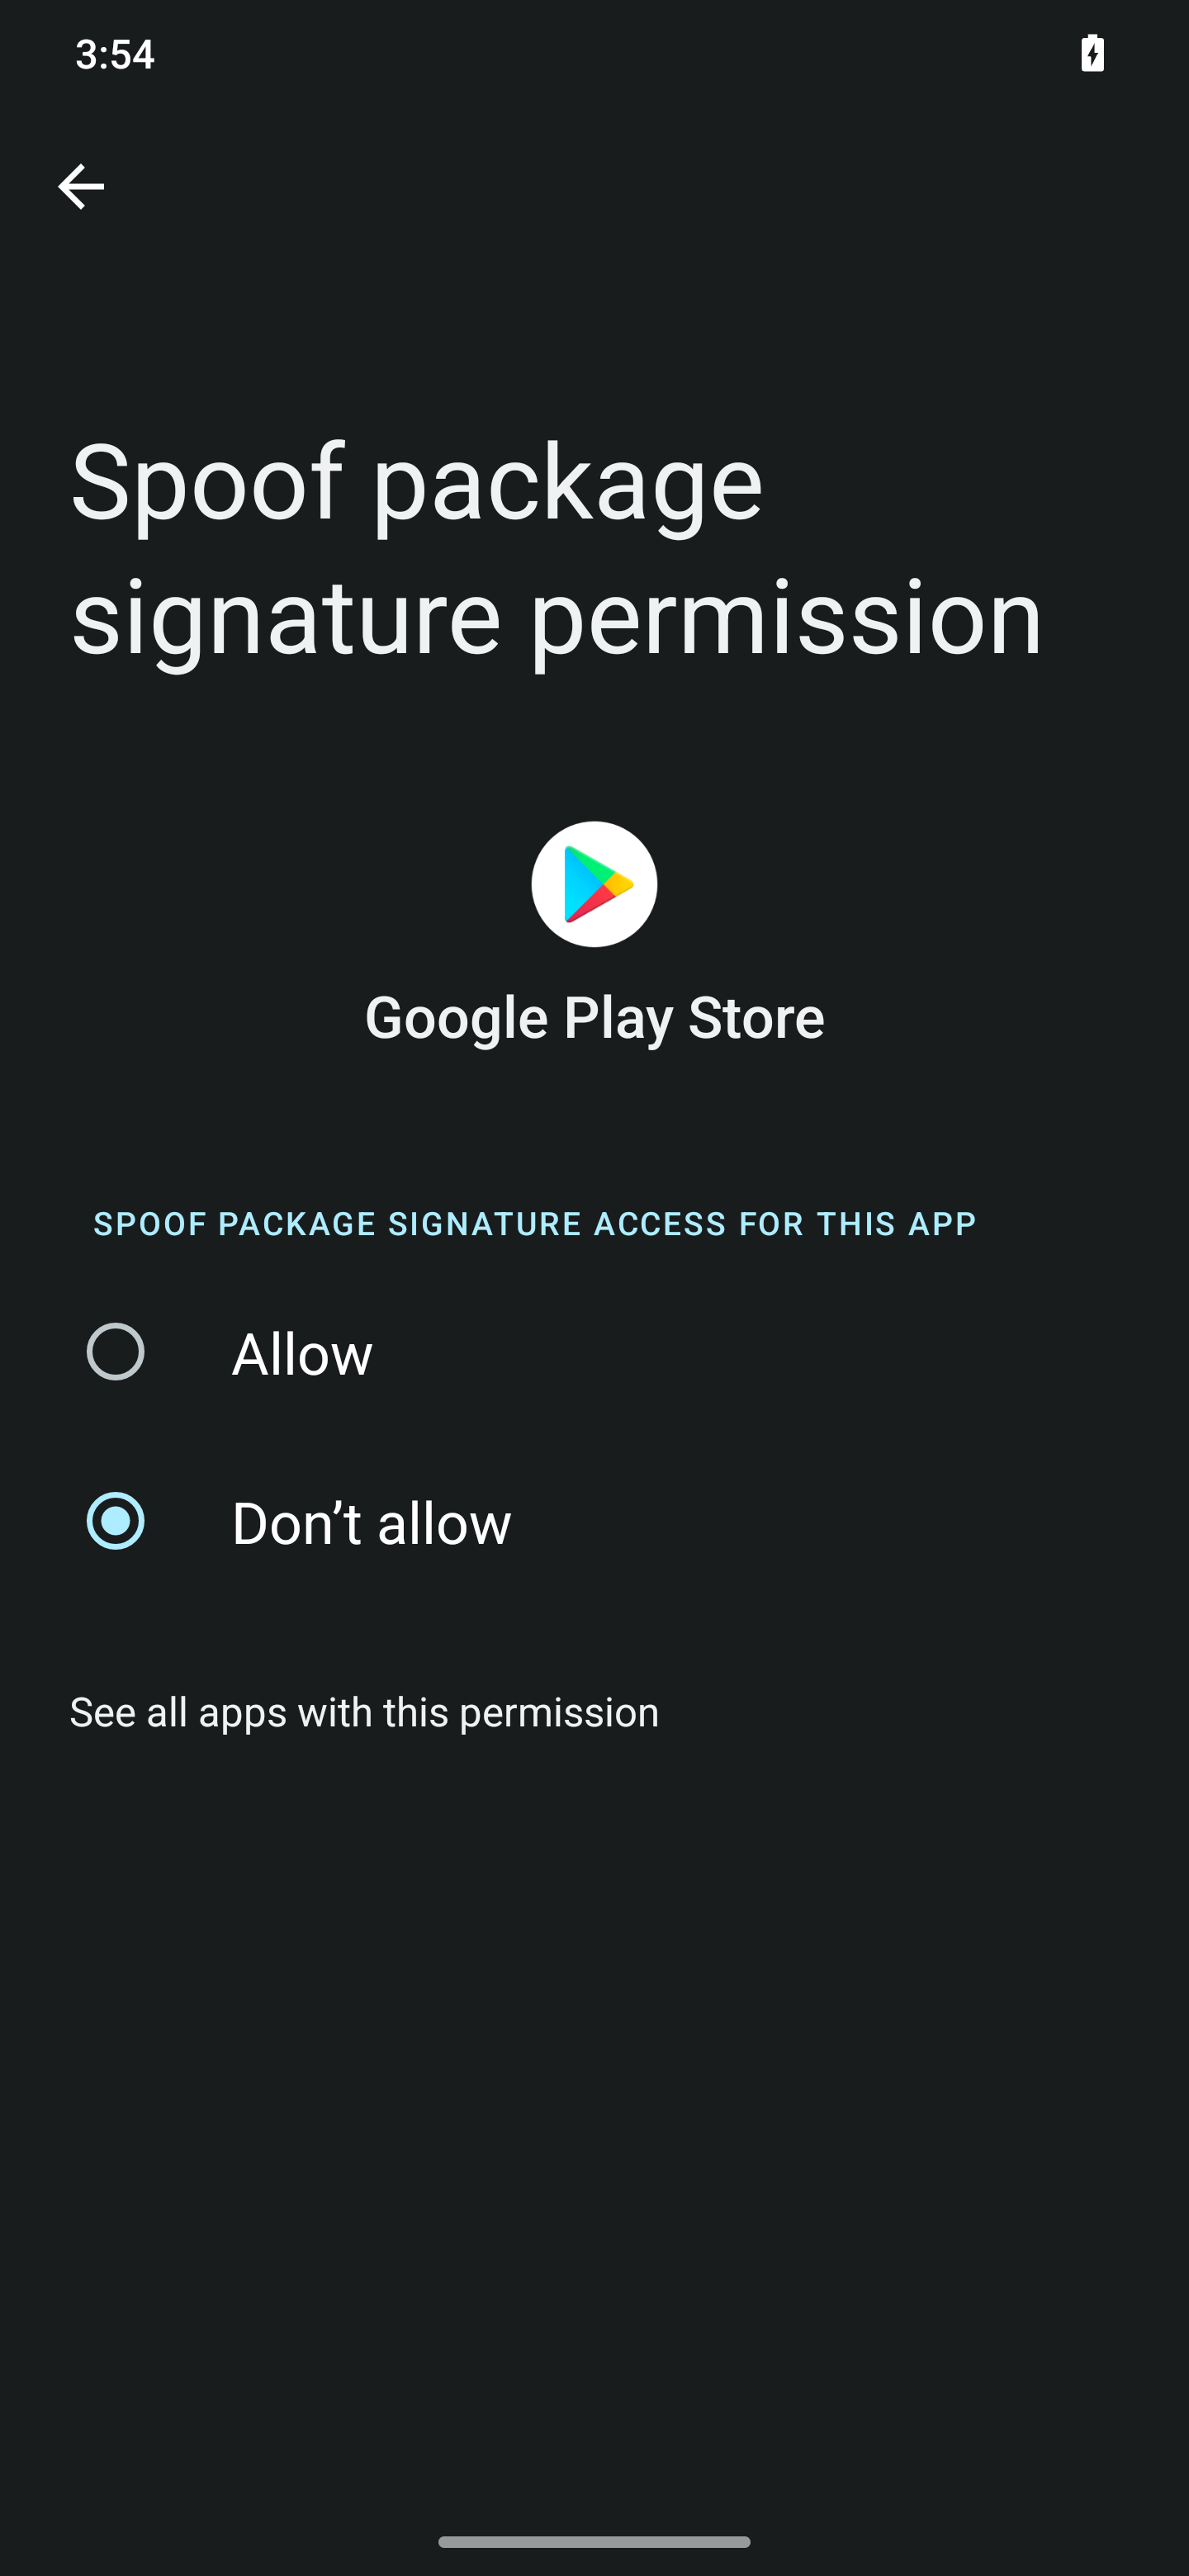 3:54
Spoof package
signature permission
Google Play Store
SPOOF PACKAGE SIGNATURE ACCESS FOR THIS APP
Allow
Don’t allow
See all apps with this permission